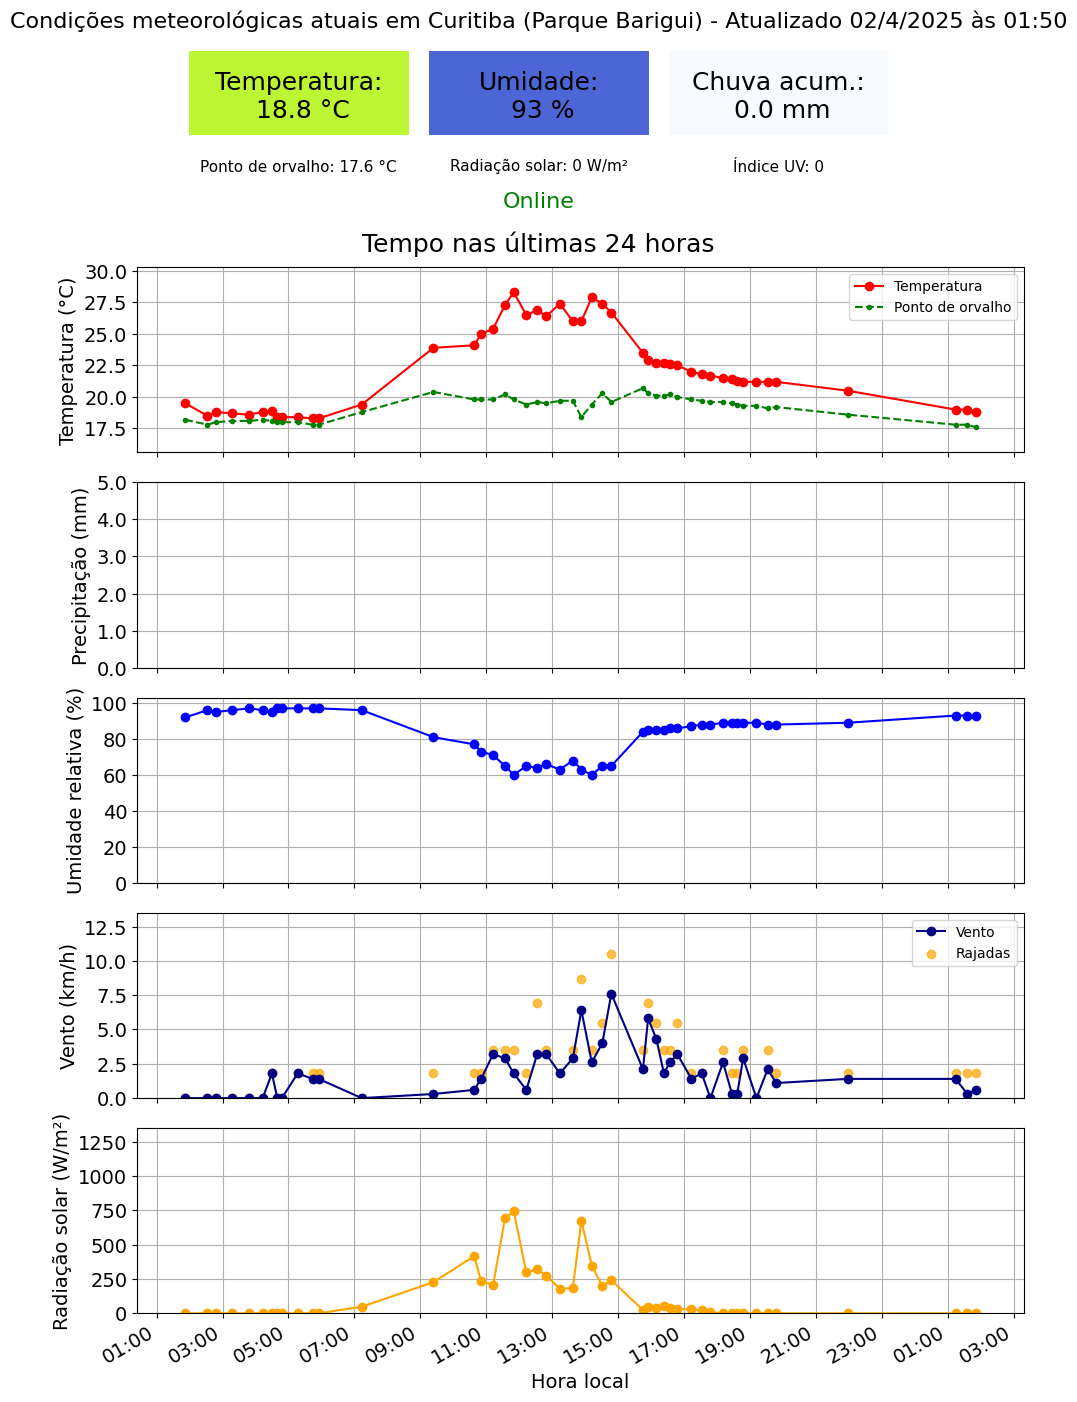 Condições meteorológicas atuais em Curitiba (Parque Barigui) - Atualizado 02/4/2025 às 01:50
Temperatura:
18.8 °C
Umidade:
93 %
Chuva acum.:
0.0 mm
Ponto de orvalho: 17.6 °C
Radiação solar: 0 W/m²
Índice UV: 0
Online
Tempo nas últimas 24 horas
Temperatura (°C)
30.0
27.5
25.0
22.5
20.0
17.5
Temperatura
Ponto de orvalho
Precipitação (mm)
5.0
4.0
3.0
2.0
1.0
0.0
Umidade relativa (%)
100
80
60
40
20
0
Vento (km/h)
12.5
10.0
7.5
5.0
2.5
0.0
Vento
Rajadas
Radiação solar (W/m²)
1250
1000
750
500
250
0
01:00
03:00
05:00
07:00
09:00
11:00
13:00
15:00
17:00
19:00
21:00
23:00
01:00
03:00
Hora local